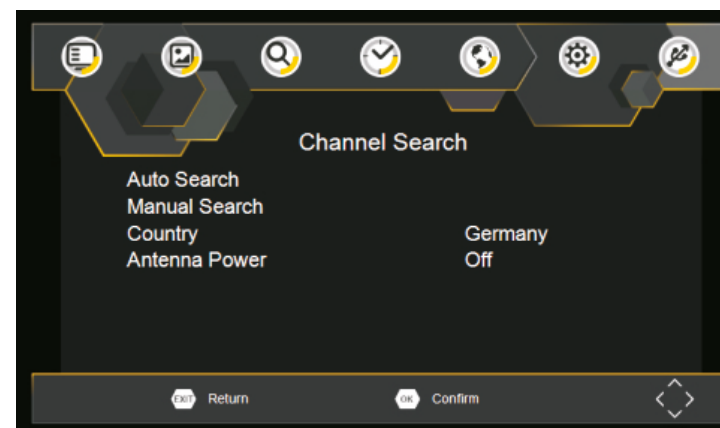 Channel Search
Auto Search
Manual Search
Country Germany
Antenna Power Off
EXIT Return OK Confirm